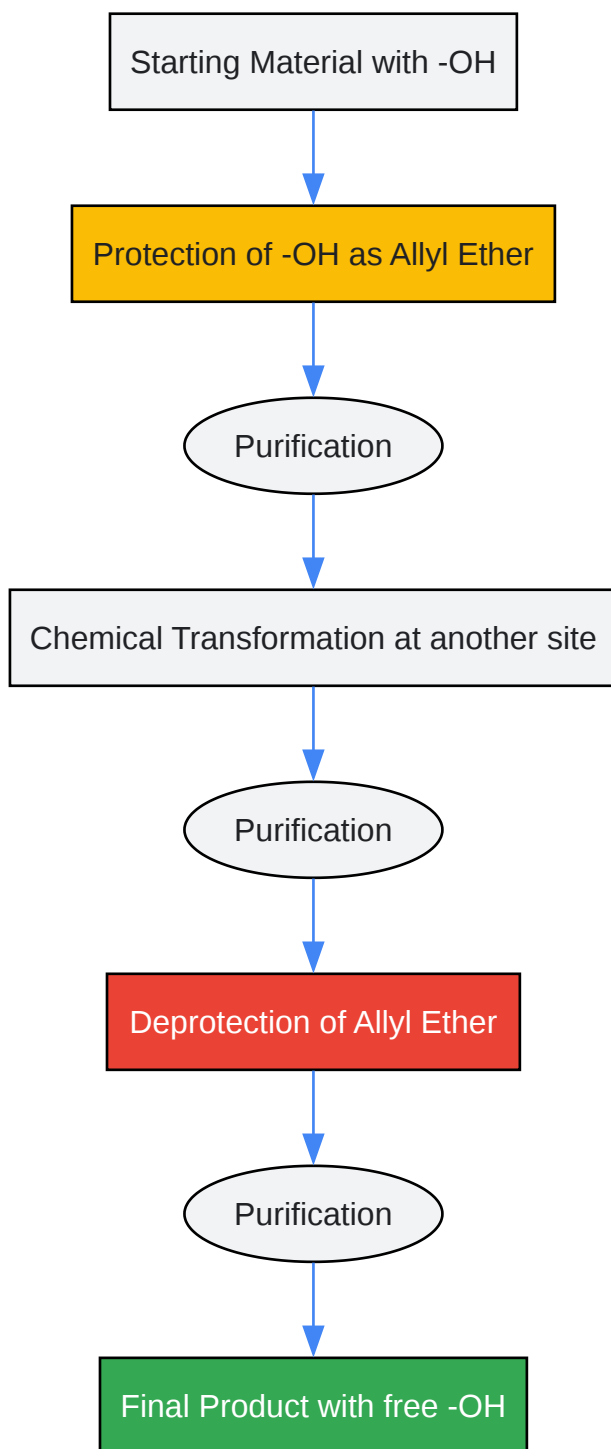 Starting Material with -OH
Protection of -OH as Allyl Ether
Purification
Chemical Transformation at another site
Purification
Deprotection of Allyl Ether
Purification
Final Product with free -OH